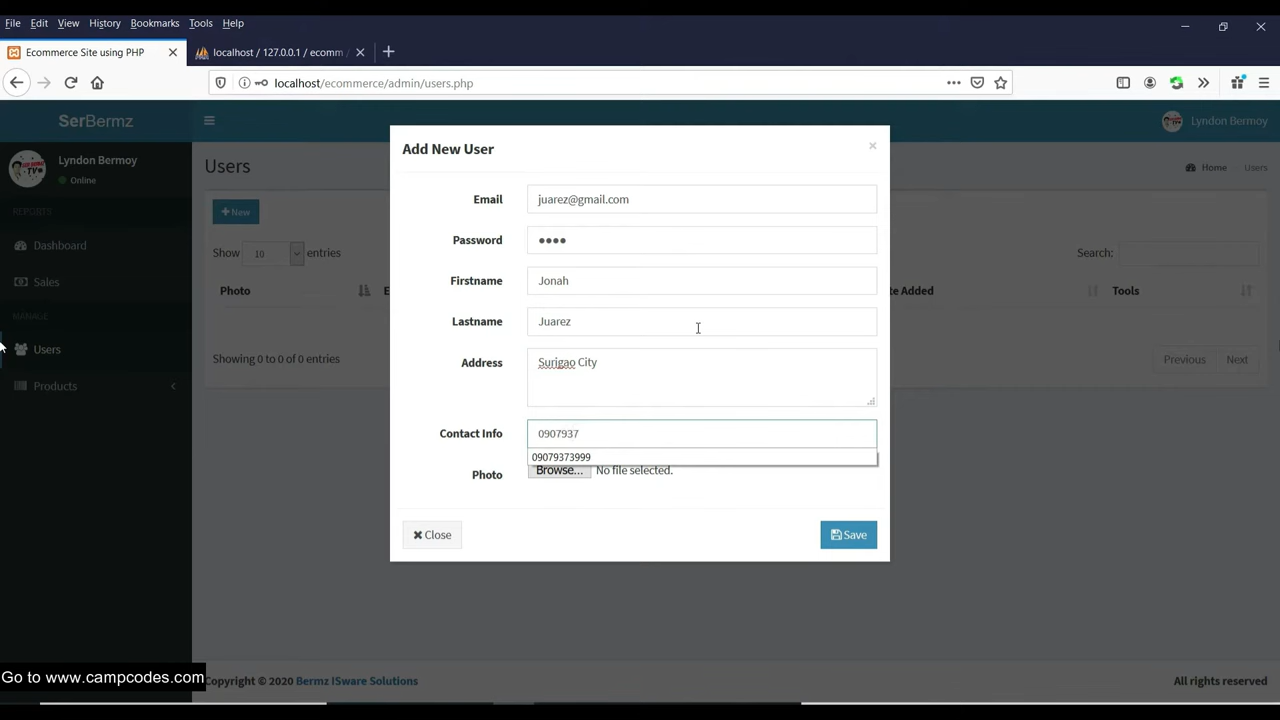 File Edit View History Bookmarks Tools Help
Ecommerce Site using PHP
localhost / 127.0.0.1 / ecomm
localhost/ecommerce/admin/users.php
SerBermz
Lyndon Bermoy
Lyndon Bermoy
Online
Users
Home Users
REPORTS
Dashboard
Sales
MANAGE
Users
Products
New
Show 10 entries
Search:
Photo
E
te Added
Tools
Showing 0 to 0 of 0 entries
Previous Next
Add New User
Email juarez@gmail.com
Password ••••
Firstname Jonah
Lastname Juarez
Address Surigao City
Contact Info 0907937
09079373999
Photo Browse... No file selected.
Close
Save
Go to www.campcodes.com
Copyright © 2020 Bermz ISware Solutions
All rights reserved